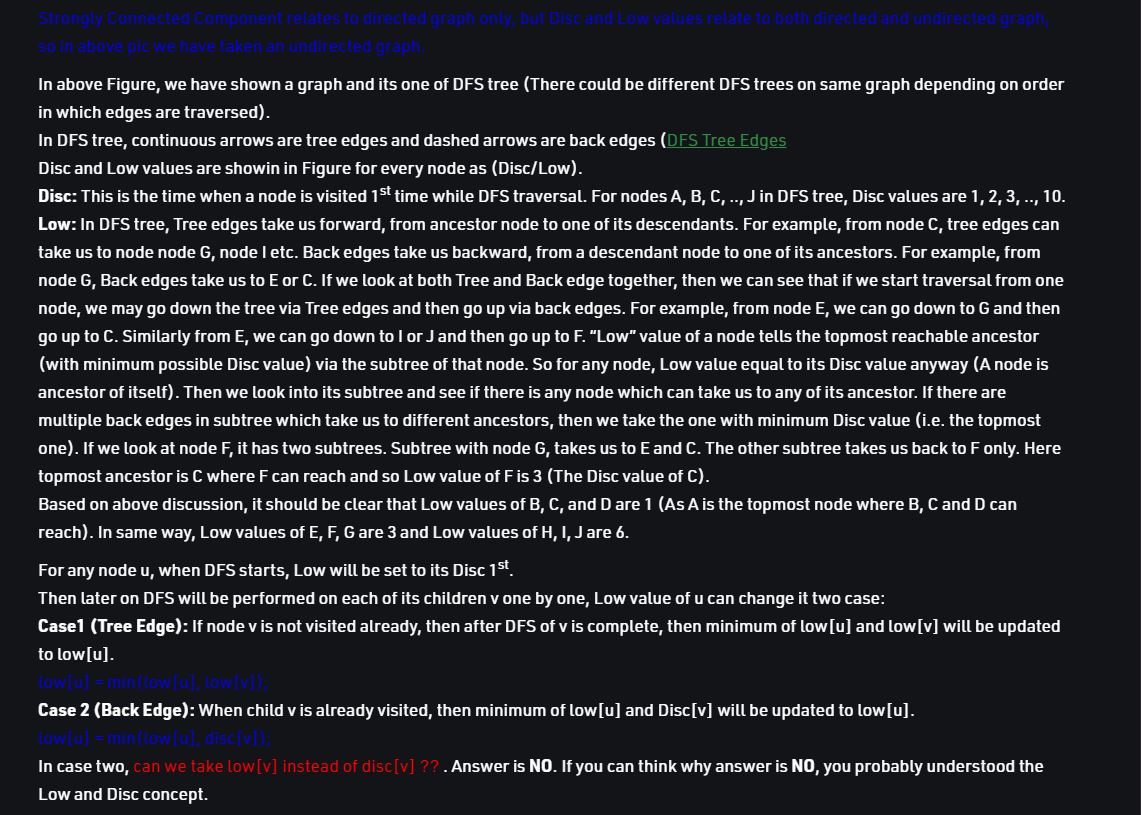 Strongly Connected Component relates to directed graph only, but Disc and Low values relate to both directed and undirected graph,
so in above pic we have taken an undirected graph.
In above Figure, we have shown a graph and its one of DFS tree (There could be different DFS trees on same graph depending on order
in which edges are traversed).
In DFS tree, continuous arrows are tree edges and dashed arrows are back edges (DFS Tree Edges
Disc and Low values are showin in Figure for every node as (Disc/Low).
Disc: This is the time when a node is visited 1st time while DFS traversal. For nodes A, B, C, .., J in DFS tree, Disc values are 1, 2, 3, .., 10.
Low: In DFS tree, Tree edges take us forward, from ancestor node to one of its descendants. For example, from node C, tree edges can
take us to node node G, node I etc. Back edges take us backward, from a descendant node to one of its ancestors. For example, from
node G, Back edges take us to E or C. If we look at both Tree and Back edge together, then we can see that if we start traversal from one
node, we may go down the tree via Tree edges and then go up via back edges. For example, from node E, we can go down to G and then
go up to C. Similarly from E, we can go down to I or J and then go up to F. “Low” value of a node tells the topmost reachable ancestor
(with minimum possible Disc value) via the subtree of that node. So for any node, Low value equal to its Disc value anyway (A node is
ancestor of itself). Then we look into its subtree and see if there is any node which can take us to any of its ancestor. If there are
multiple back edges in subtree which take us to different ancestors, then we take the one with minimum Disc value (i.e. the topmost
one). If we look at node F, it has two subtrees. Subtree with node G, takes us to E and C. The other subtree takes us back to F only. Here
topmost ancestor is C where F can reach and so Low value of F is 3 (The Disc value of C).
Based on above discussion, it should be clear that Low values of B, C, and D are 1 (As A is the topmost node where B, C and D can
reach). In same way, Low values of E, F, G are 3 and Low values of H, I, J are 6.
For any node u, when DFS starts, Low will be set to its Disc 1st.
Then later on DFS will be performed on each of its children v one by one, Low value of u can change it two case:
Case1 (Tree Edge): If node v is not visited already, then after DFS of v is complete, then minimum of low[u] and low[v] will be updated
to low[u].
low[u] = min(low[u], low[v]);
Case 2 (Back Edge): When child v is already visited, then minimum of low[u] and Disc[v] will be updated to low[u].
low[u] = min(low[u], disc[v]);
In case two, can we take low[v] instead of disc[v] ?? . Answer is NO. If you can think why answer is NO, you probably understood the
Low and Disc concept.